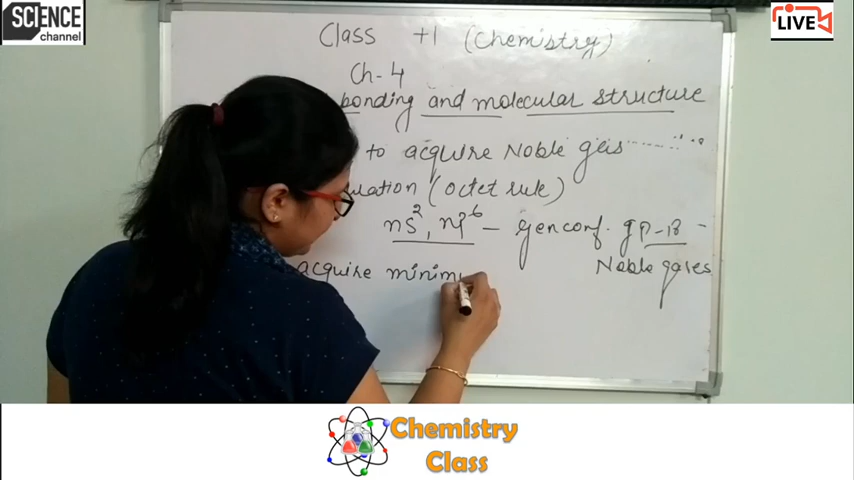 SCIENCE
channel
LIVE
Class +1 (Chemistry)
Ch-4
bonding and molecular structure
to acquire Noble gas
(octet rule)
ns², np⁶ - gen conf. gp-18 -
Noble gases
acquire minim
Chemistry
Class